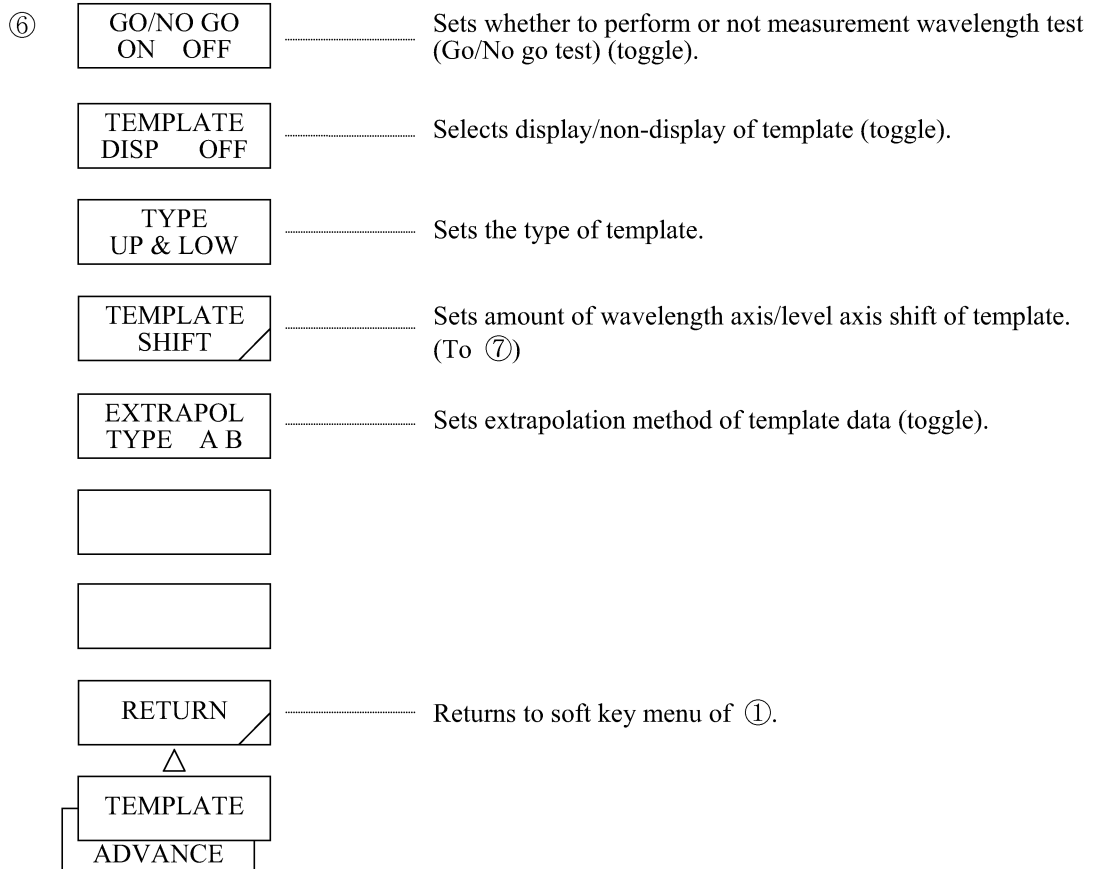 ⑥ GO/NO GO
ON OFF
Sets whether to perform or not measurement wavelength test
(Go/No go test) (toggle).
TEMPLATE
DISP OFF
Selects display/non-display of template (toggle).
TYPE
UP & LOW
Sets the type of template.
TEMPLATE
SHIFT
Sets amount of wavelength axis/level axis shift of template.
(To ⑦)
EXTRAPOL
TYPE A B
Sets extrapolation method of template data (toggle).
RETURN
Returns to soft key menu of ①.
TEMPLATE
ADVANCE